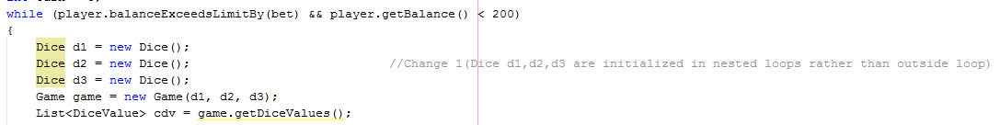 while (player.balanceExceedsLimitBy(bet) && player.getBalance() < 200)
{
Dice d1 = new Dice();
Dice d2 = new Dice(); //Change 1(Dice d1,d2,d3 are initialized in nested loops rather than outside loop)
Dice d3 = new Dice();
Game game = new Game(d1, d2, d3);
List<DiceValue> cdv = game.getDiceValues();